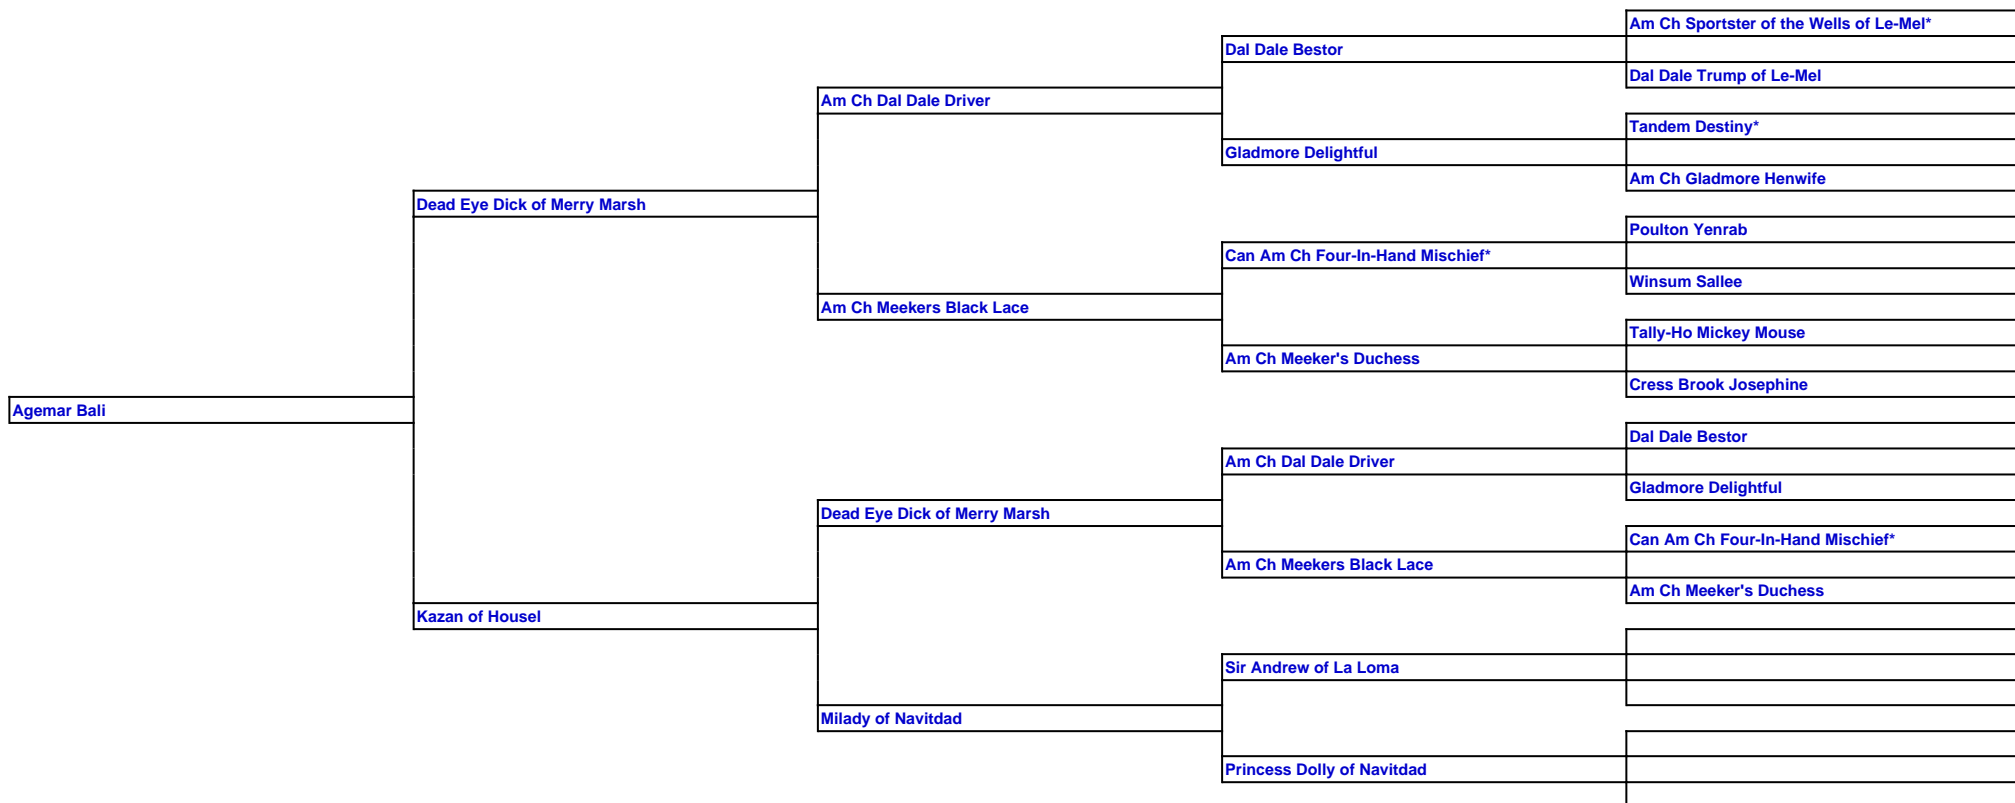 Am Ch Sportster of the Wells of Le-Mel*
Dal Dale Bestor
Dal Dale Trump of Le-Mel
Am Ch Dal Dale Driver
Tandem Destiny*
Gladmore Delightful
Am Ch Gladmore Henwife
Dead Eye Dick of Merry Marsh
Poulton Yenrab
Can Am Ch Four-In-Hand Mischief*
Winsum Sallee
Am Ch Meekers Black Lace
Tally-Ho Mickey Mouse
Am Ch Meeker's Duchess
Cress Brook Josephine
Agemar Bali
Dal Dale Bestor
Am Ch Dal Dale Driver
Gladmore Delightful
Dead Eye Dick of Merry Marsh
Can Am Ch Four-In-Hand Mischief*
Am Ch Meekers Black Lace
Am Ch Meeker's Duchess
Kazan of Housel
Sir Andrew of La Loma
Milady of Navitdad
Princess Dolly of Navitdad